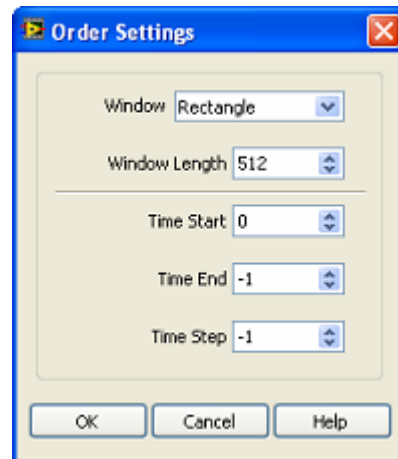 Order Settings
Window Rectangle
Window Length 512
Time Start 0
Time End -1
Time Step -1
OK Cancel Help